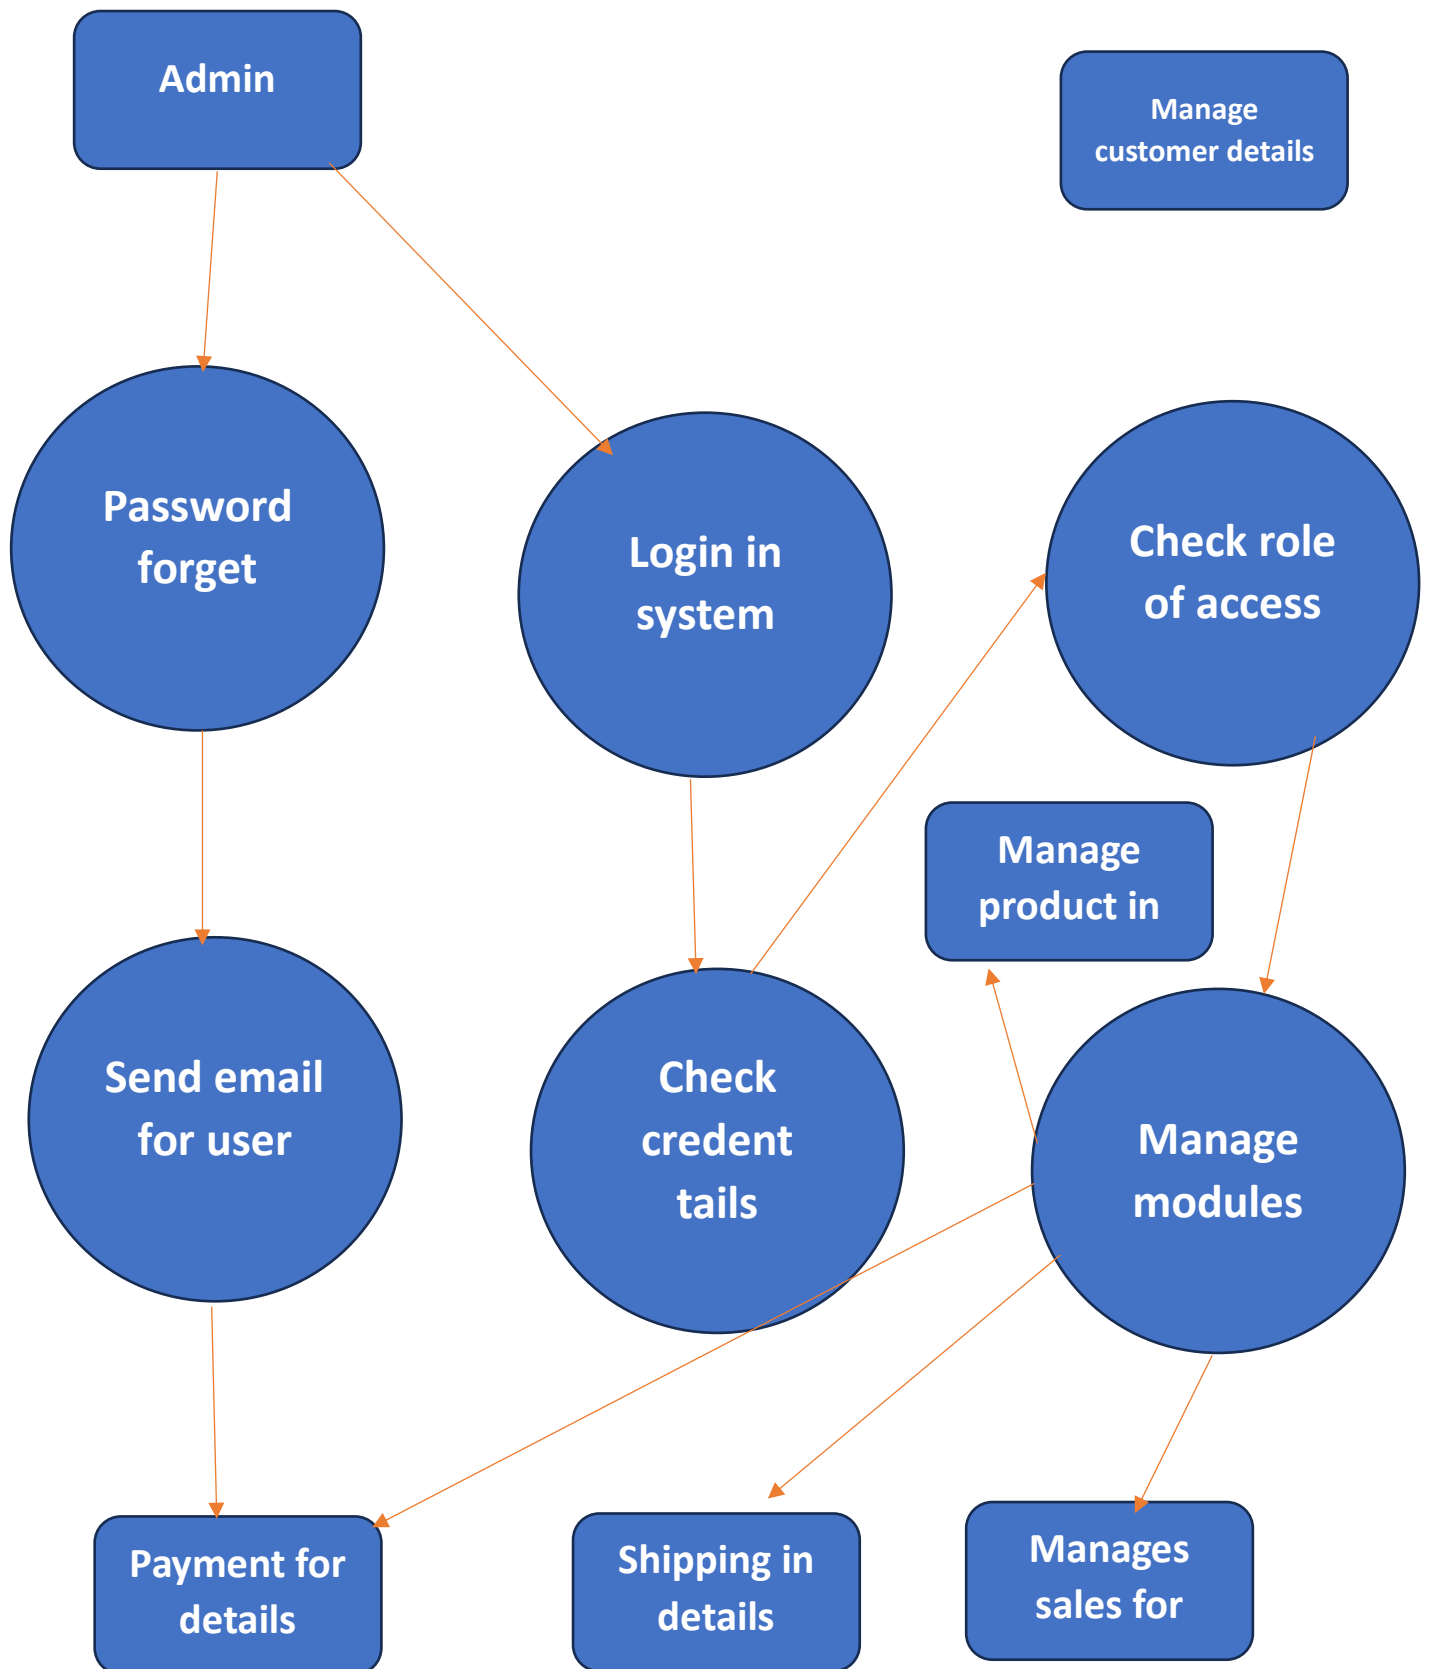 Admin
Manage
customer details
Password
forget
Login in
system
Check role
of access
Manage
product in
Send email
for user
Check
credent
tails
Manage
modules
Payment for
details
Shipping in
details
Manages
sales for